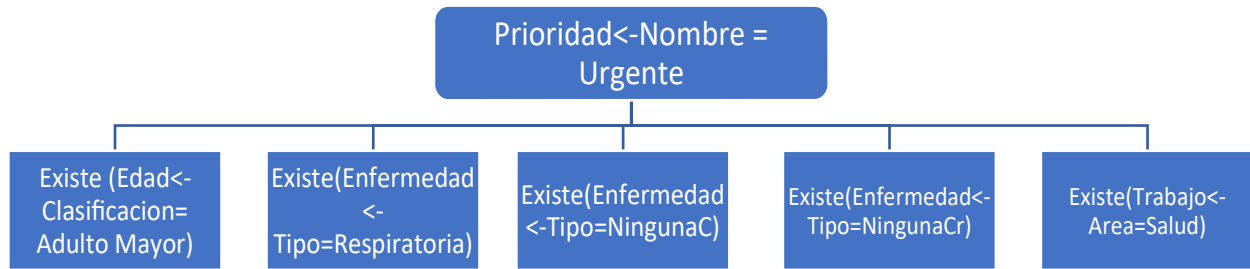 Prioridad<-Nombre =
Urgente
Existe (Edad<-
Clasificacion=
Adulto Mayor)
Existe(Enfermedad
<-
Tipo=Respiratoria)
Existe(Enfermedad
<-Tipo=NingunaC)
Existe(Enfermedad<-
Tipo=NingunaCr)
Existe(Trabajo<-
Area=Salud)